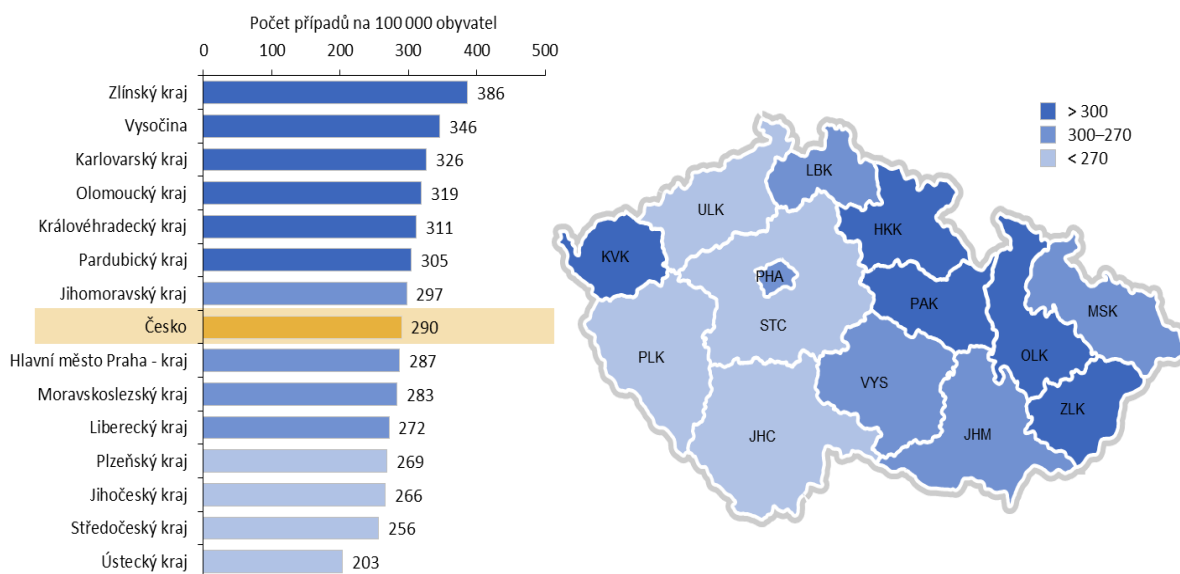 Počet případů na 100 000 obyvatel
0 100 200 300 400 500
Zlínský kraj 386
Vysočina 346
Karlovarský kraj 326
Olomoucký kraj 319
Královéhradecký kraj 311
Pardubický kraj 305
Jihomoravský kraj 297
Česko 290
Hlavní město Praha - kraj 287
Moravskoslezský kraj 283
Liberecký kraj 272
Plzeňský kraj 269
Jihočeský kraj 266
Středočeský kraj 256
Ústecký kraj 203
> 300
300–270
< 270
LBK
ULK
HKK
KVK
PHA
PAK
MSK
STC
PLK
OLK
VYS
ZLK
JHC
JHM